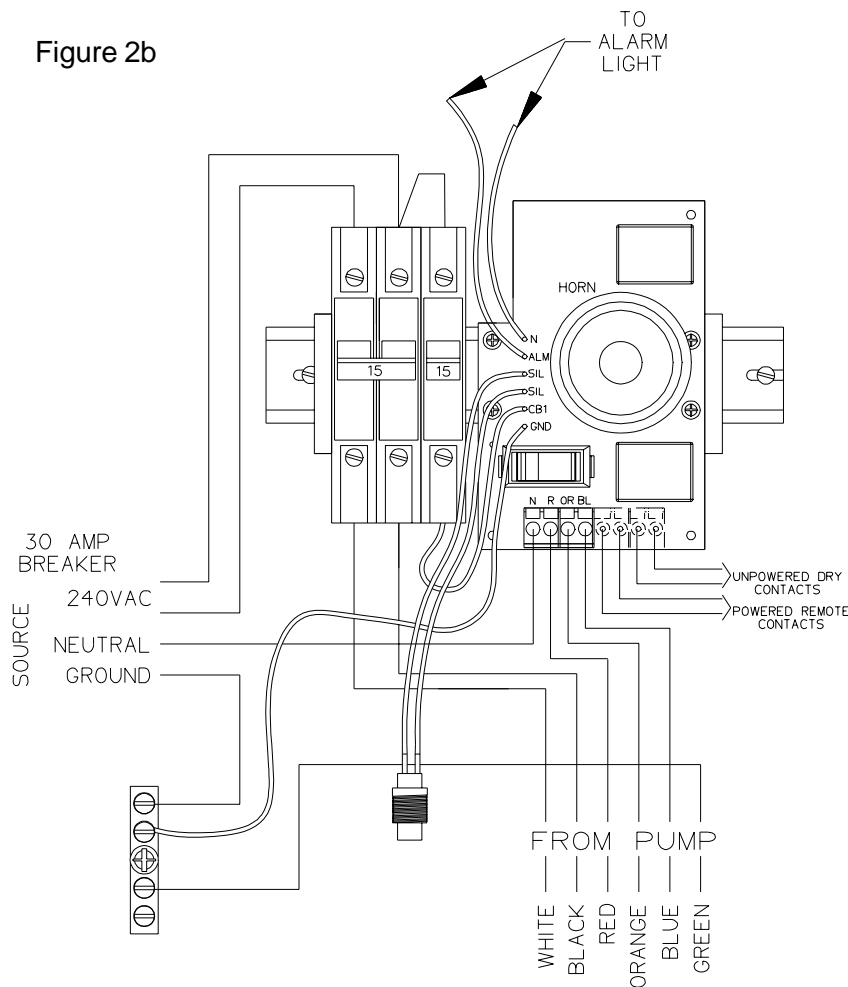 Figure 2b
TO
ALARM
LIGHT
HORN
N
ALM
SIL
SIL
CB1
GND
15
15
N R OR BL
30 AMP
BREAKER
240VAC
SOURCE
NEUTRAL
GROUND
UNPOWERED DRY
CONTACTS
POWERED REMOTE
CONTACTS
FROM PUMP
WHITE
BLACK
RED
ORANGE
BLUE
GREEN